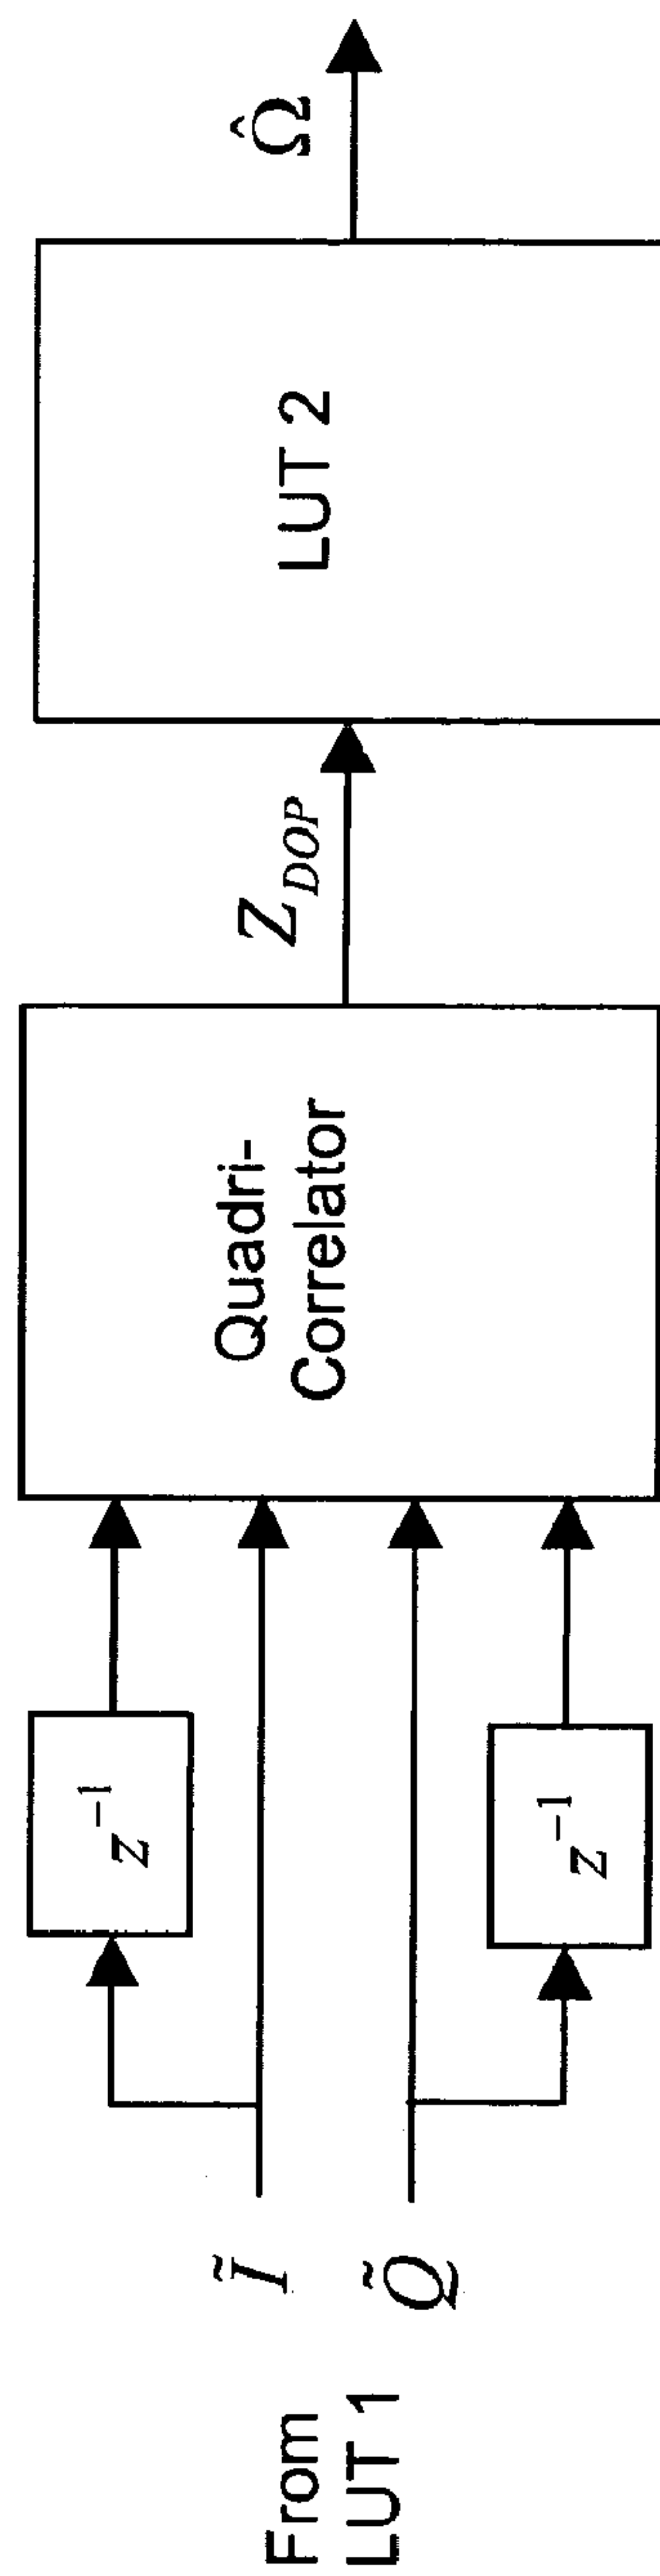 From
LUT 1
Ĩ
Q̃
z⁻¹
z⁻¹
Quadri-
Correlator
Z_DOP
LUT 2
Ω̂